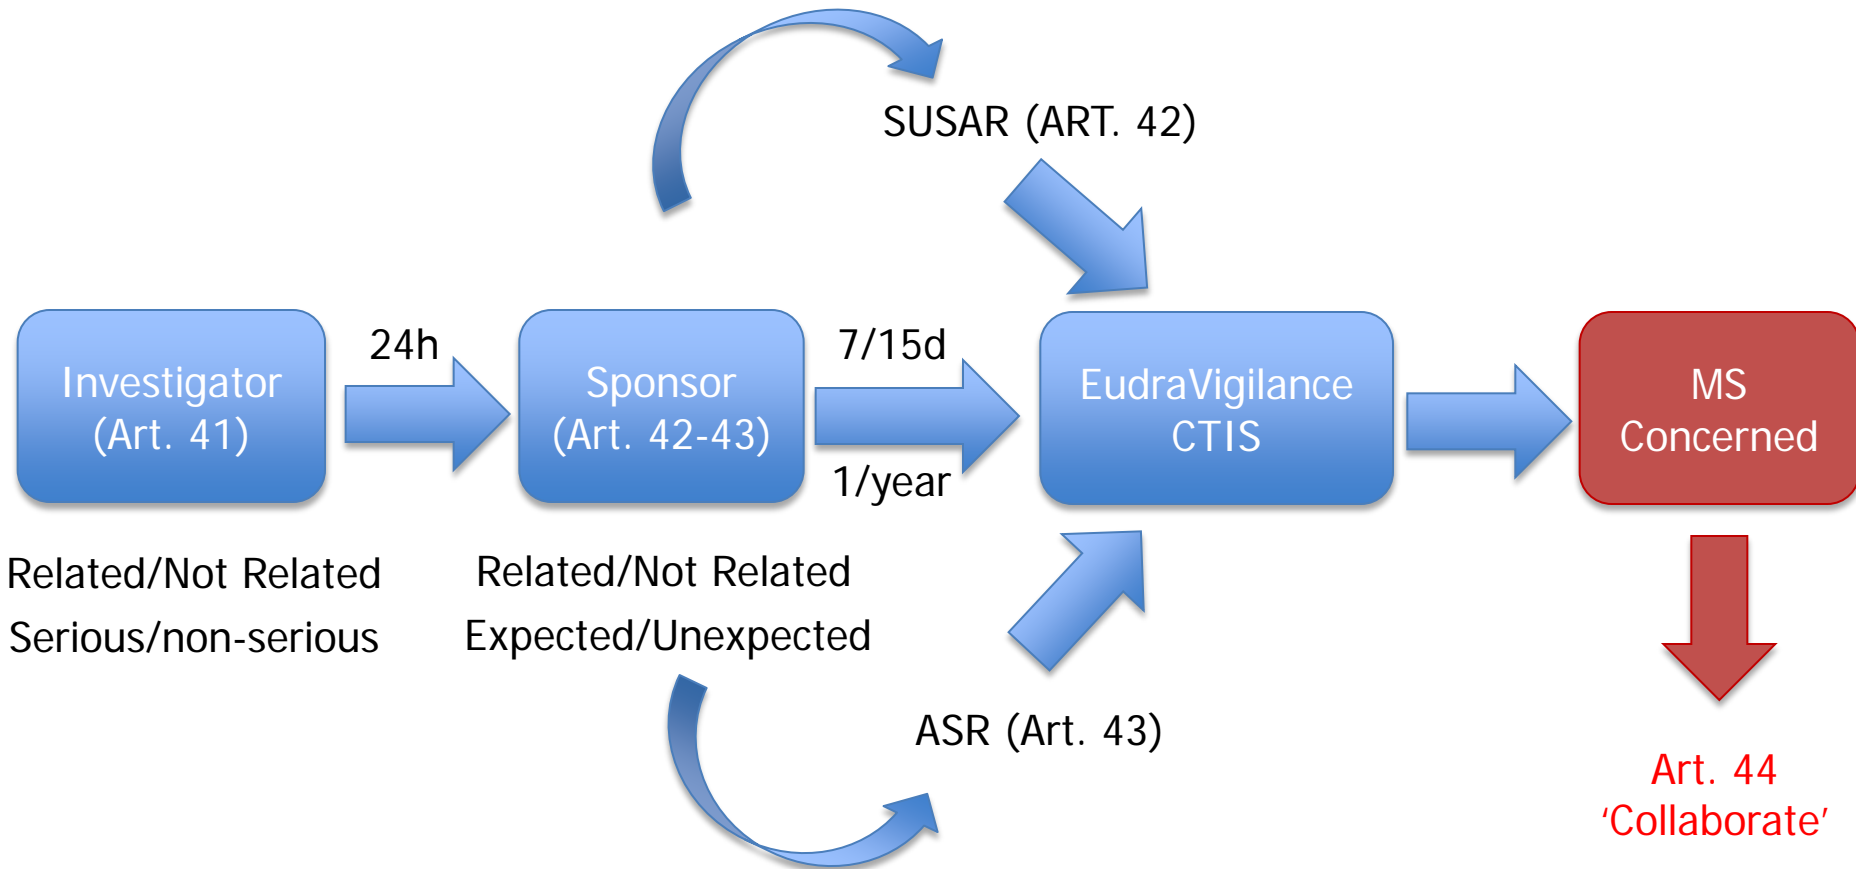 SUSAR (ART. 42)
Investigator
(Art. 41)
24h
Sponsor
(Art. 42-43)
7/15d
1/year
EudraVigilance
CTIS
MS
Concerned
Related/Not Related
Serious/non-serious
Related/Not Related
Expected/Unexpected
ASR (Art. 43)
Art. 44
‘Collaborate’